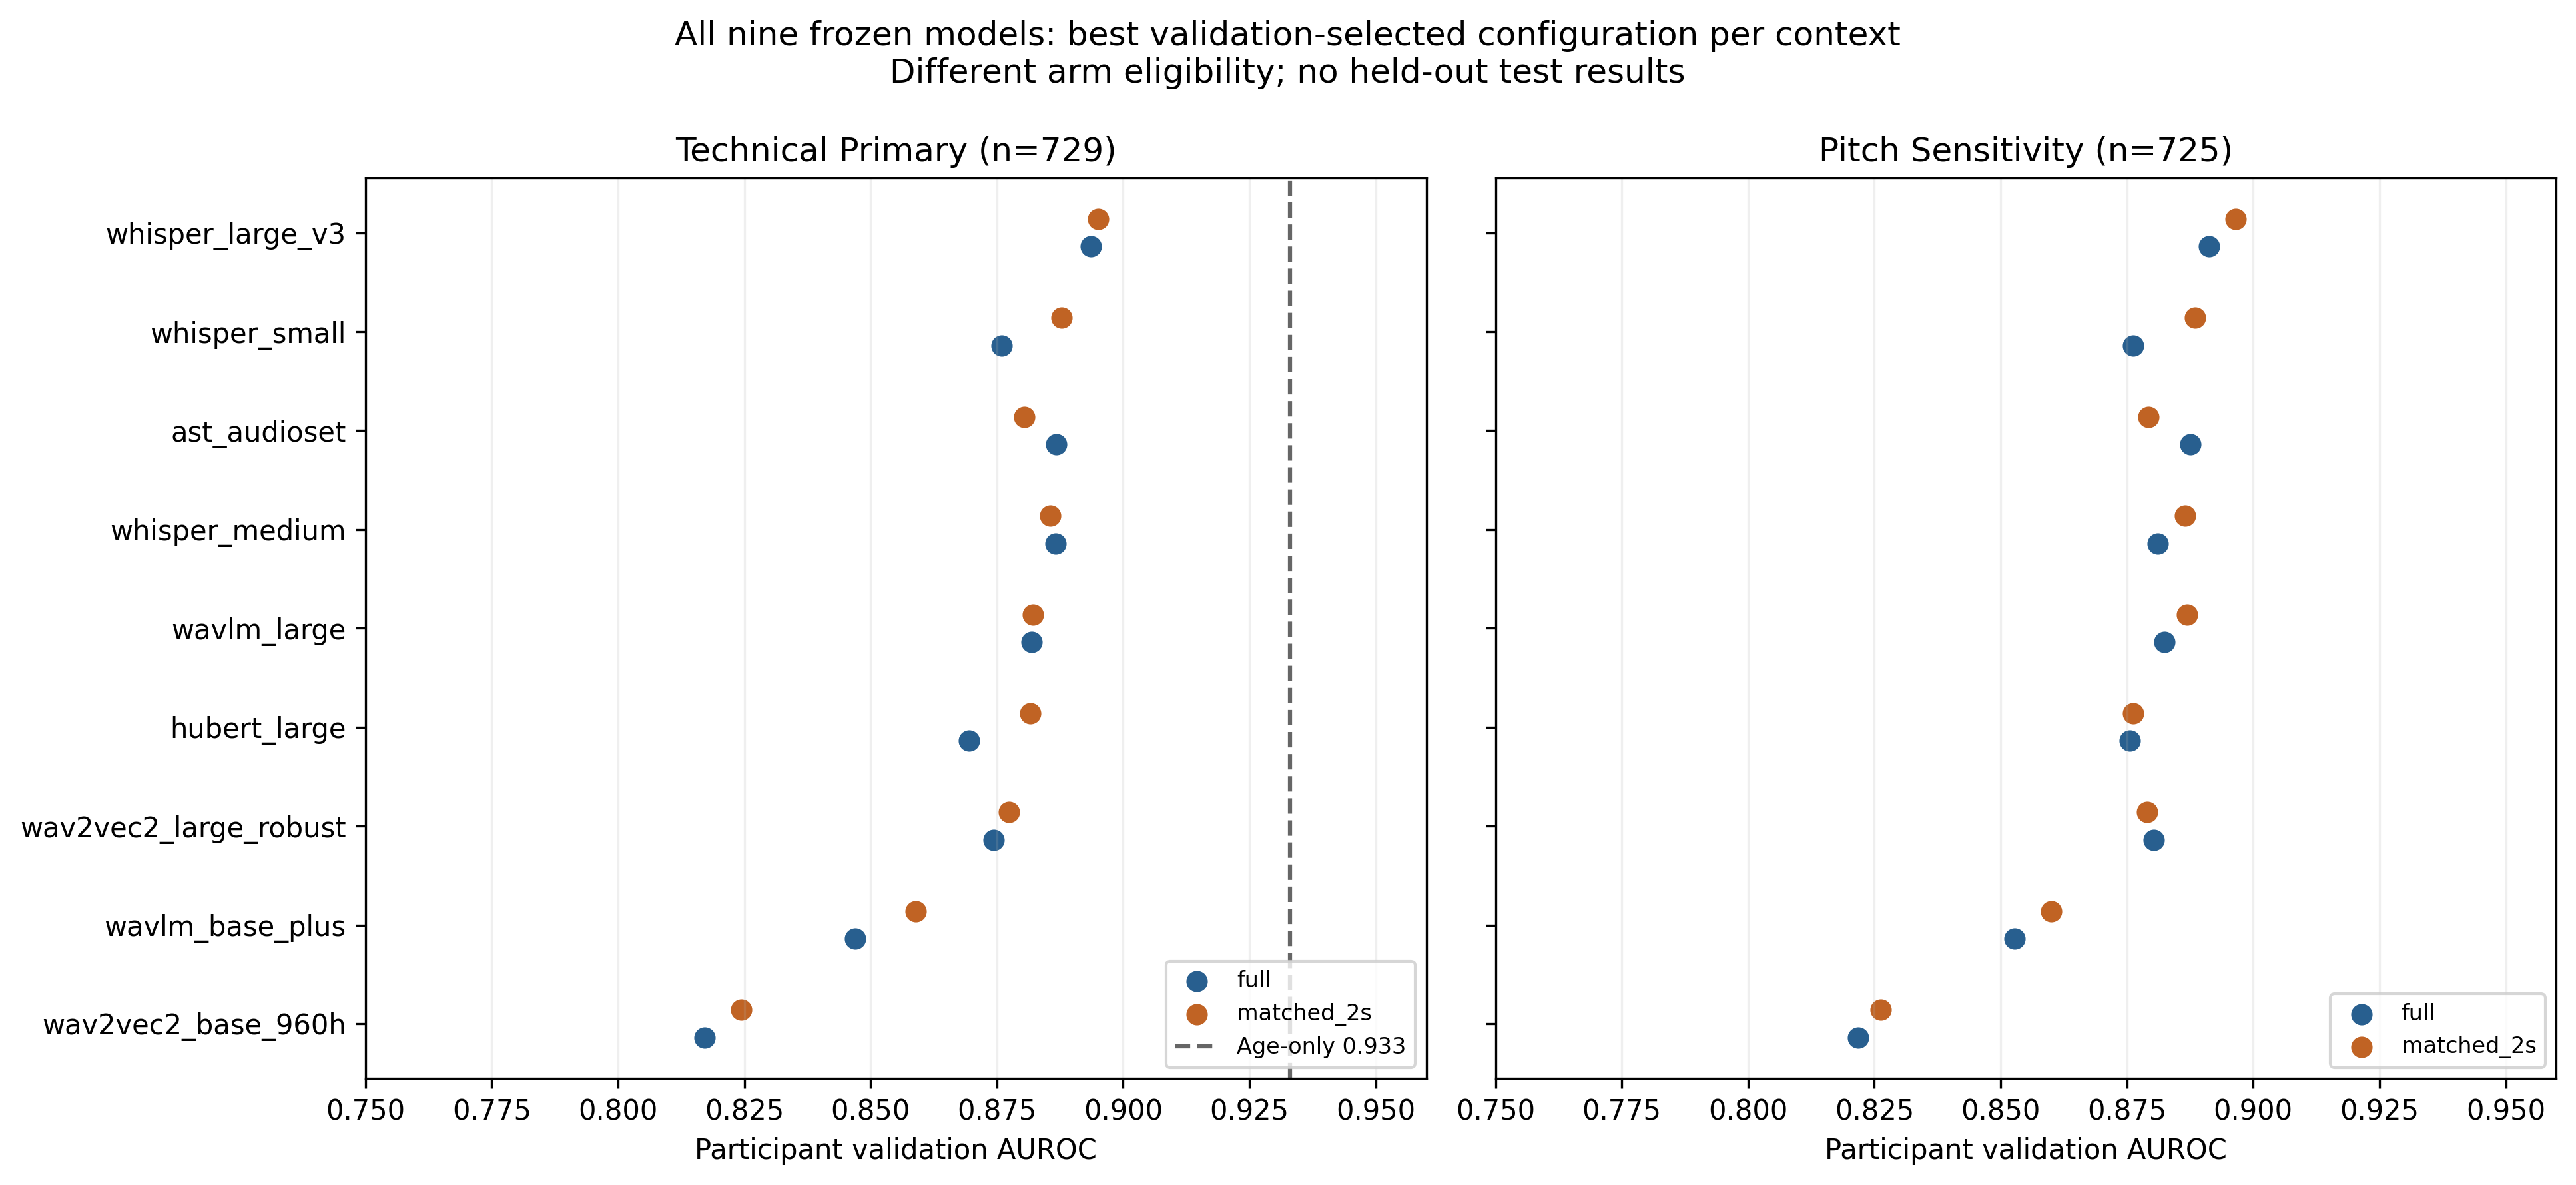 All nine frozen models: best validation-selected configuration per context
Different arm eligibility; no held-out test results
Technical Primary (n=729)
whisper_large_v3
whisper_small
ast_audioset
whisper_medium
wavlm_large
hubert_large
wav2vec2_large_robust
wavlm_base_plus
wav2vec2_base_960h
full
matched_2s
Age-only 0.933
0.750 0.775 0.800 0.825 0.850 0.875 0.900 0.925 0.950
Participant validation AUROC
Pitch Sensitivity (n=725)
full
matched_2s
0.750 0.775 0.800 0.825 0.850 0.875 0.900 0.925 0.950
Participant validation AUROC